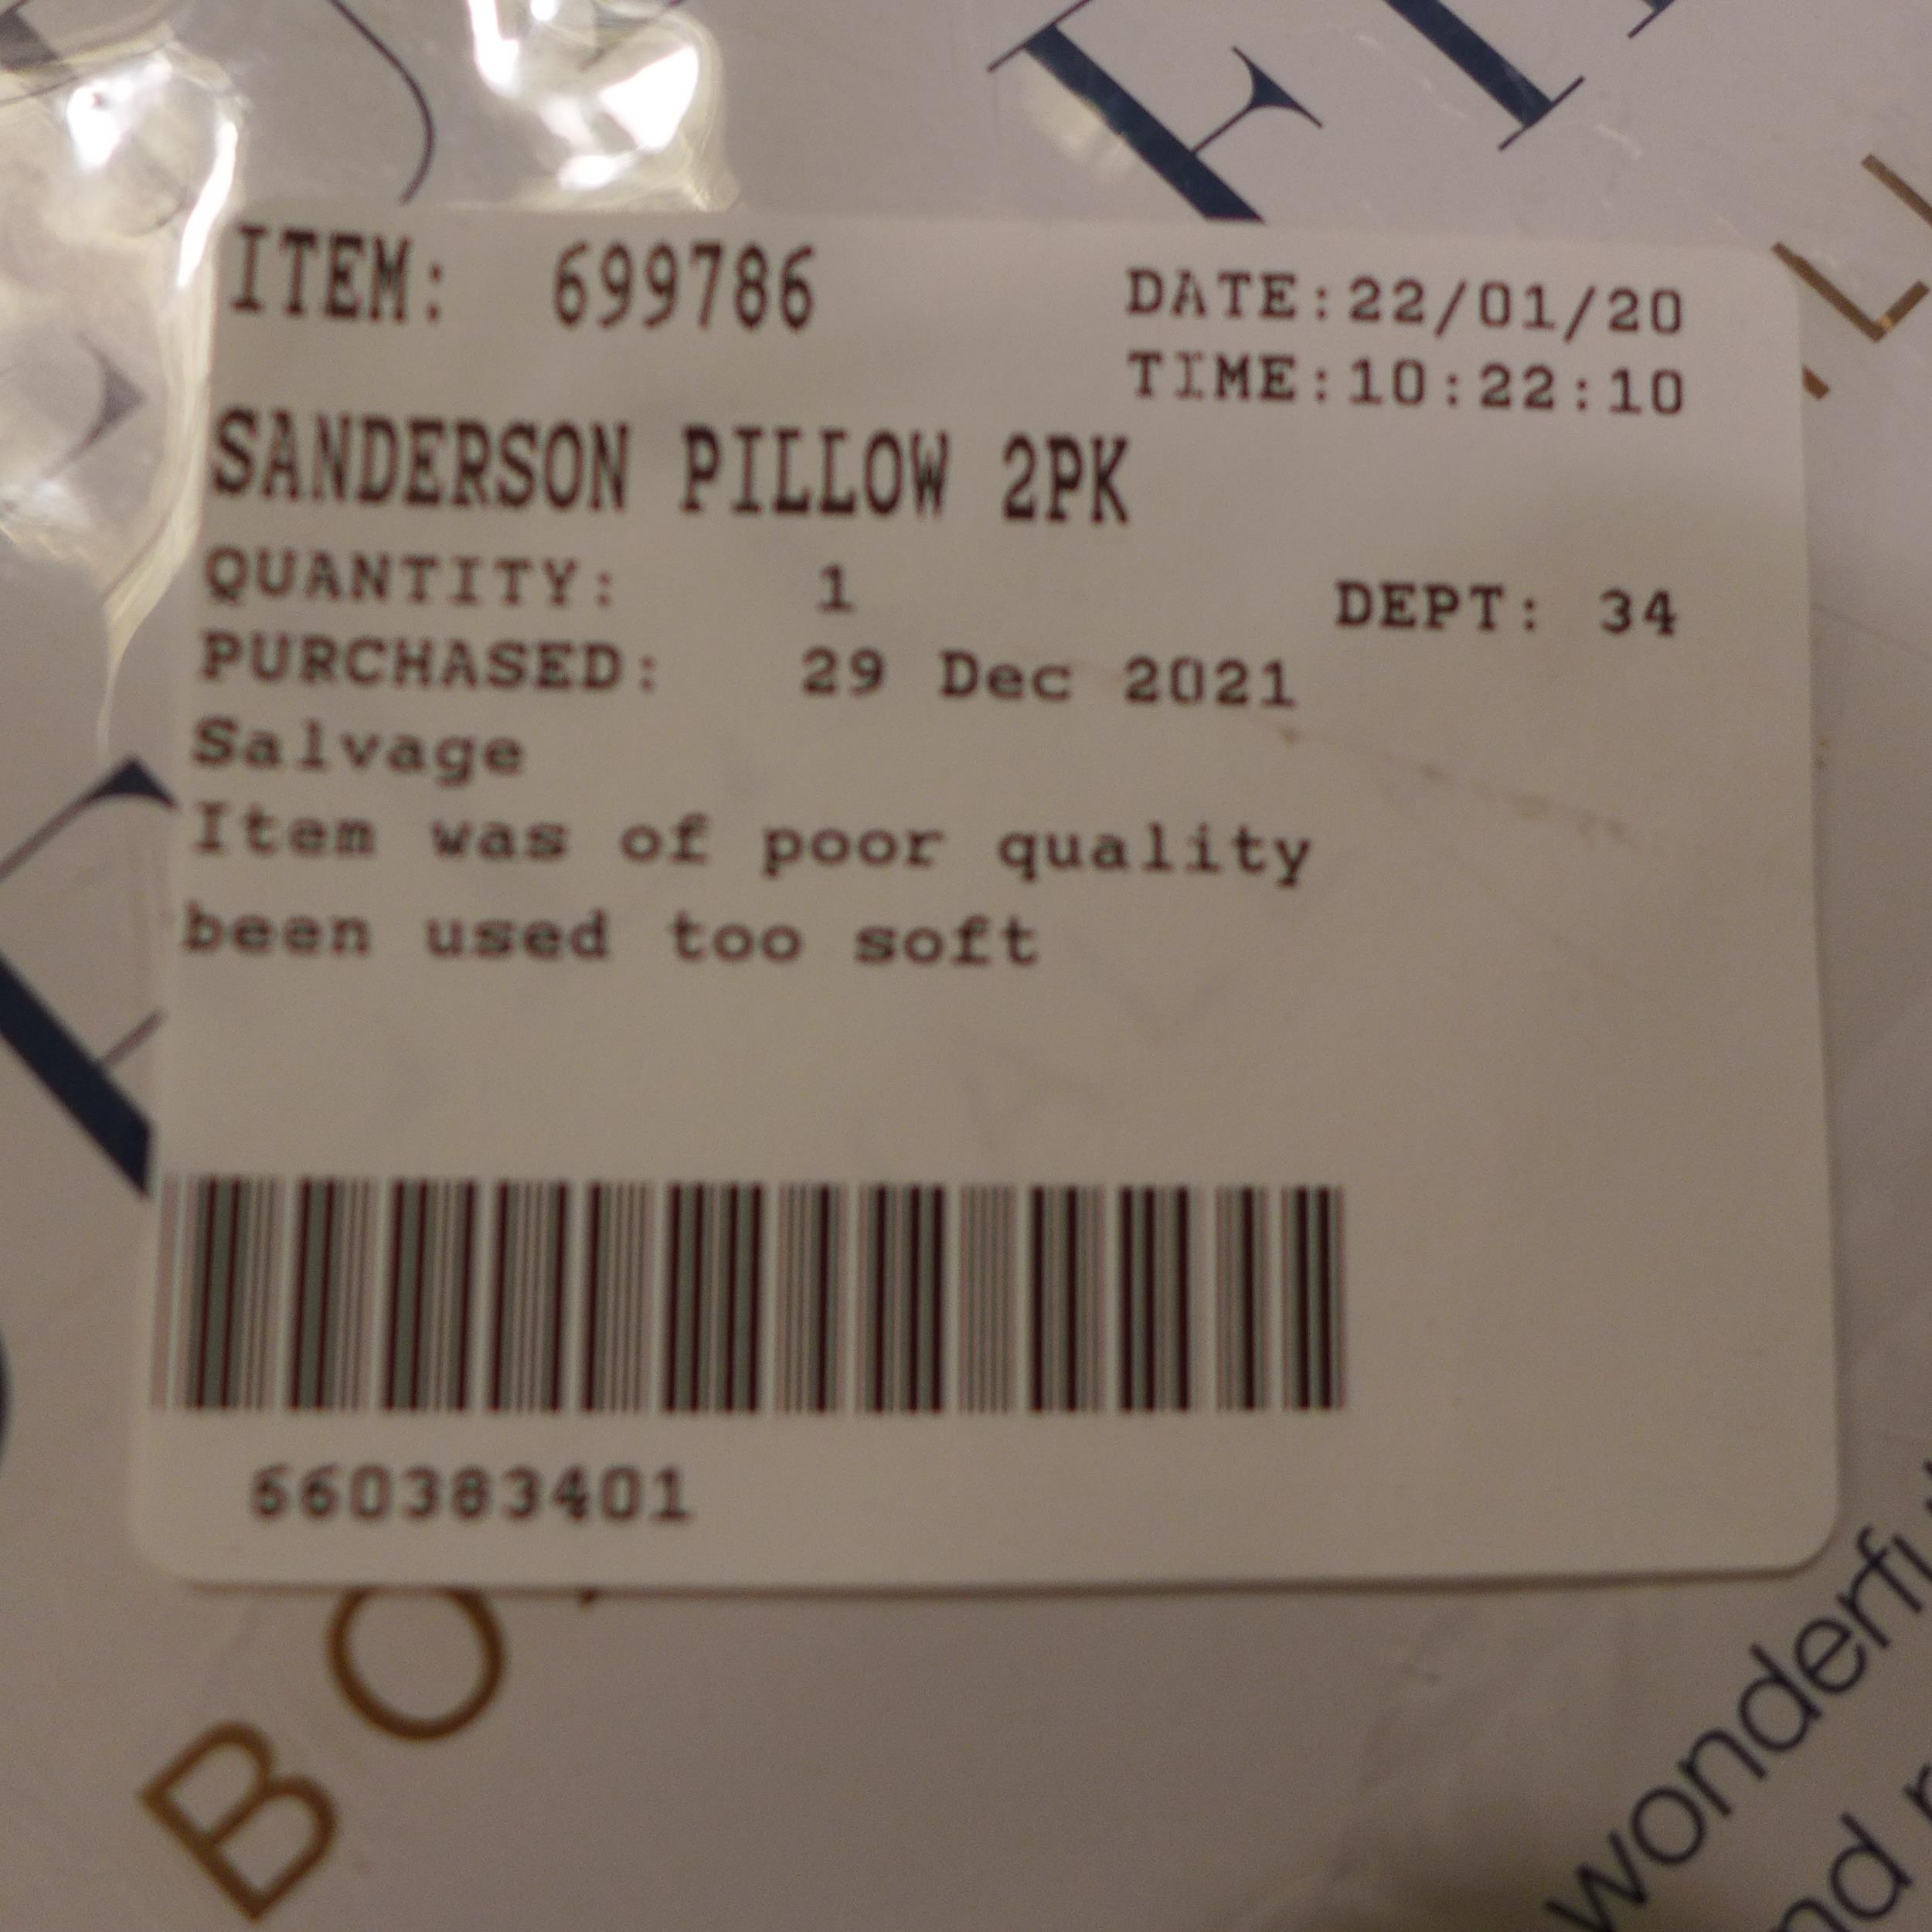 ITEM: 699786
DATE:22/01/20
TIME:10:22:10
SANDERSON PILLOW 2PK
QUANTITY: 1
DEPT: 34
PURCHASED: 29 Dec 2021
Salvage
Item was of poor quality
been used too soft
660383401